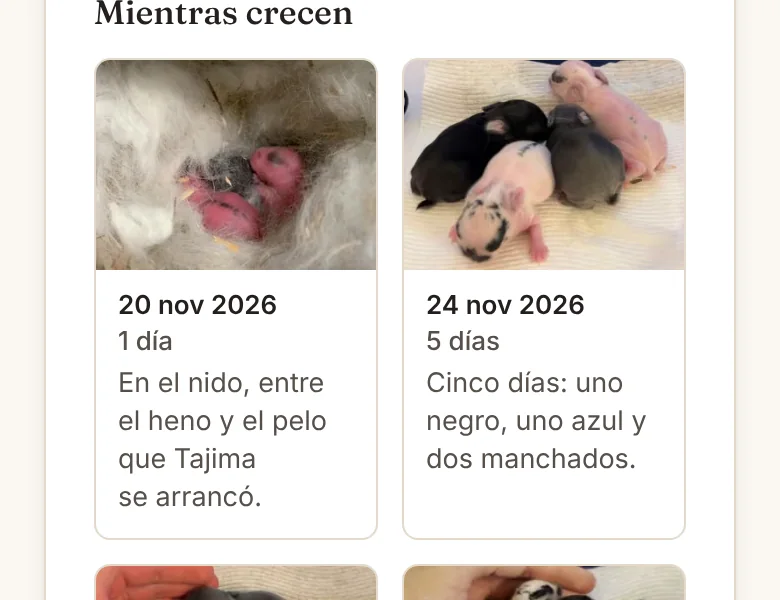 Mientras crecen
20 nov 2026
1 día
En el nido, entre
el heno y el pelo
que Tajima
se arrancó.
24 nov 2026
5 días
Cinco días: uno
negro, uno azul y
dos manchados.